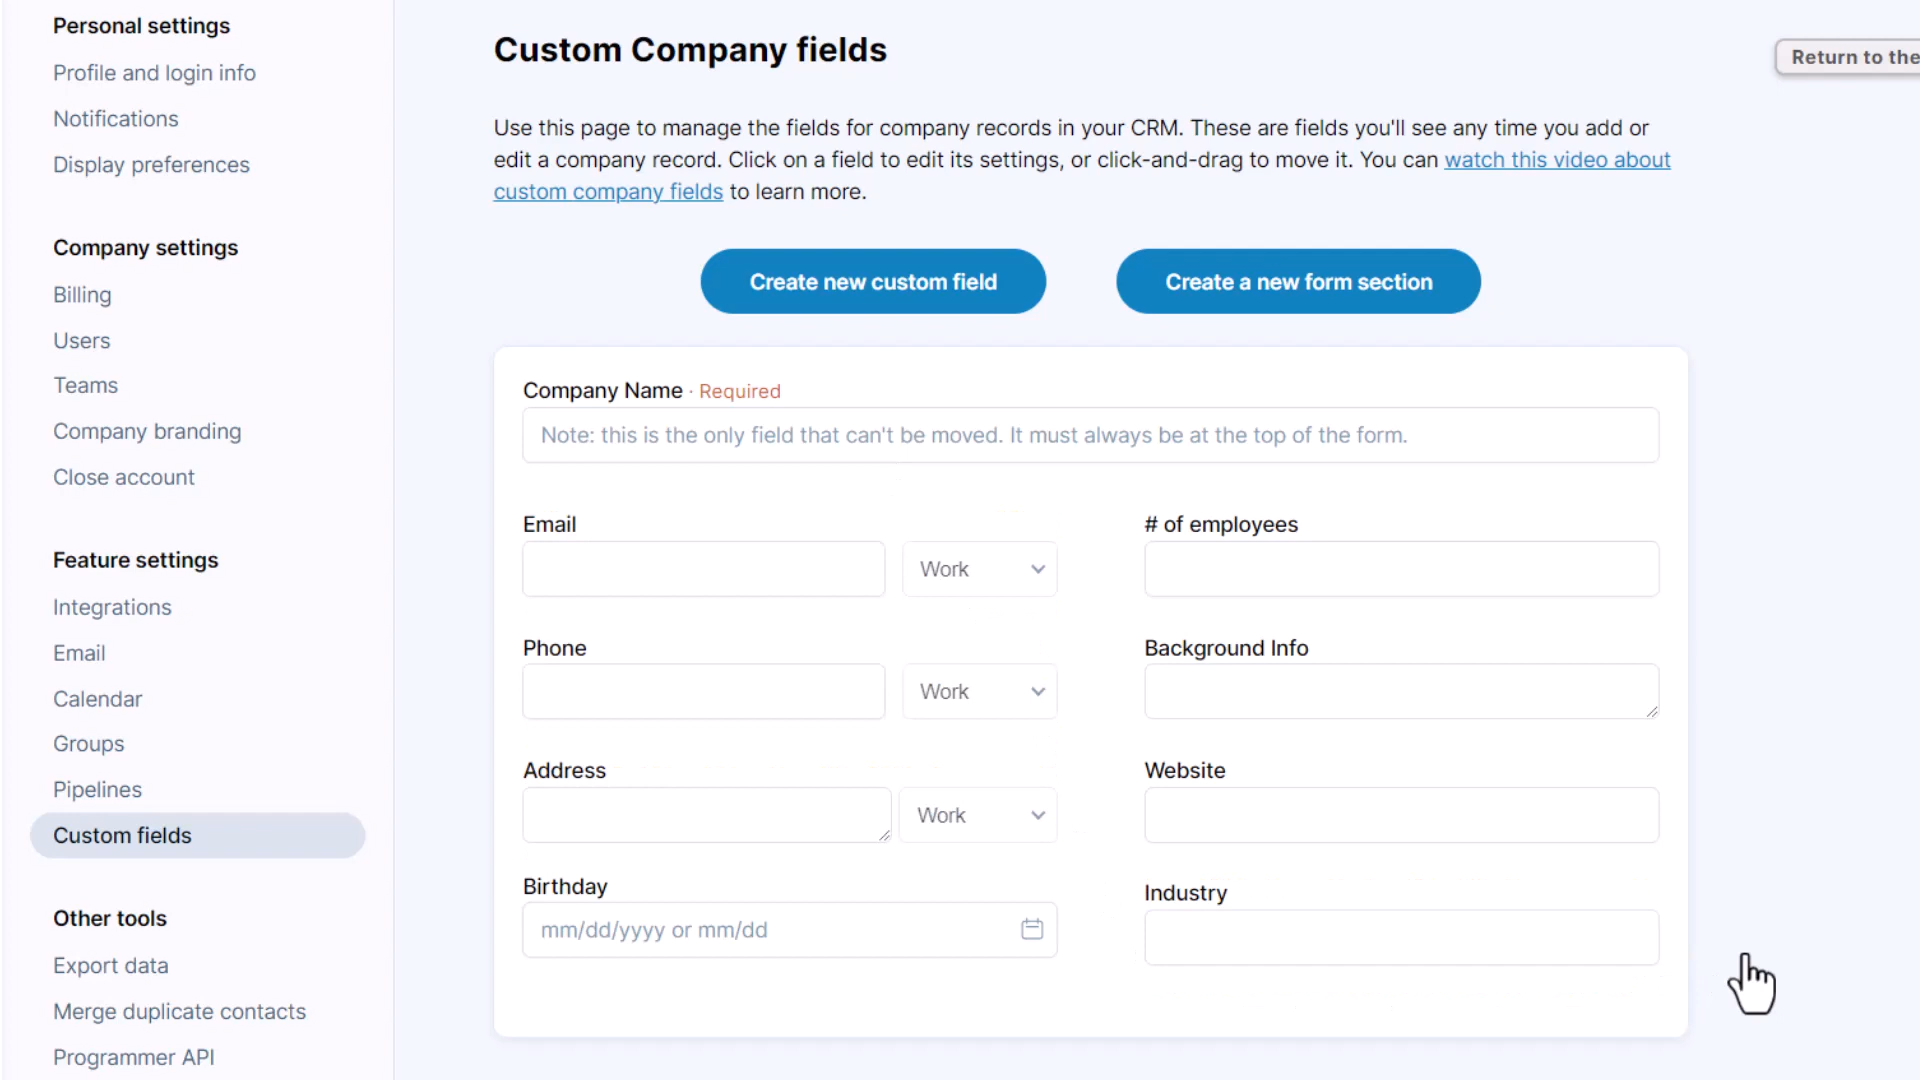 Personal settings
Profile and login info
Notifications
Display preferences
Company settings
Billing
Users
Teams
Company branding
Close account
Feature settings
Integrations
Email
Calendar
Groups
Pipelines
Custom fields
Other tools
Export data
Merge duplicate contacts
Programmer API
Custom Company fields
Return to the
Use this page to manage the fields for company records in your CRM. These are fields you'll see any time you add or
edit a company record. Click on a field to edit its settings, or click-and-drag to move it. You can watch this video about
custom company fields to learn more.
Create new custom field
Create a new form section
Company Name · Required
Note: this is the only field that can't be moved. It must always be at the top of the form.
Email
Work
# of employees
Phone
Work
Background Info
Address
Work
Website
Birthday
mm/dd/yyyy or mm/dd
Industry